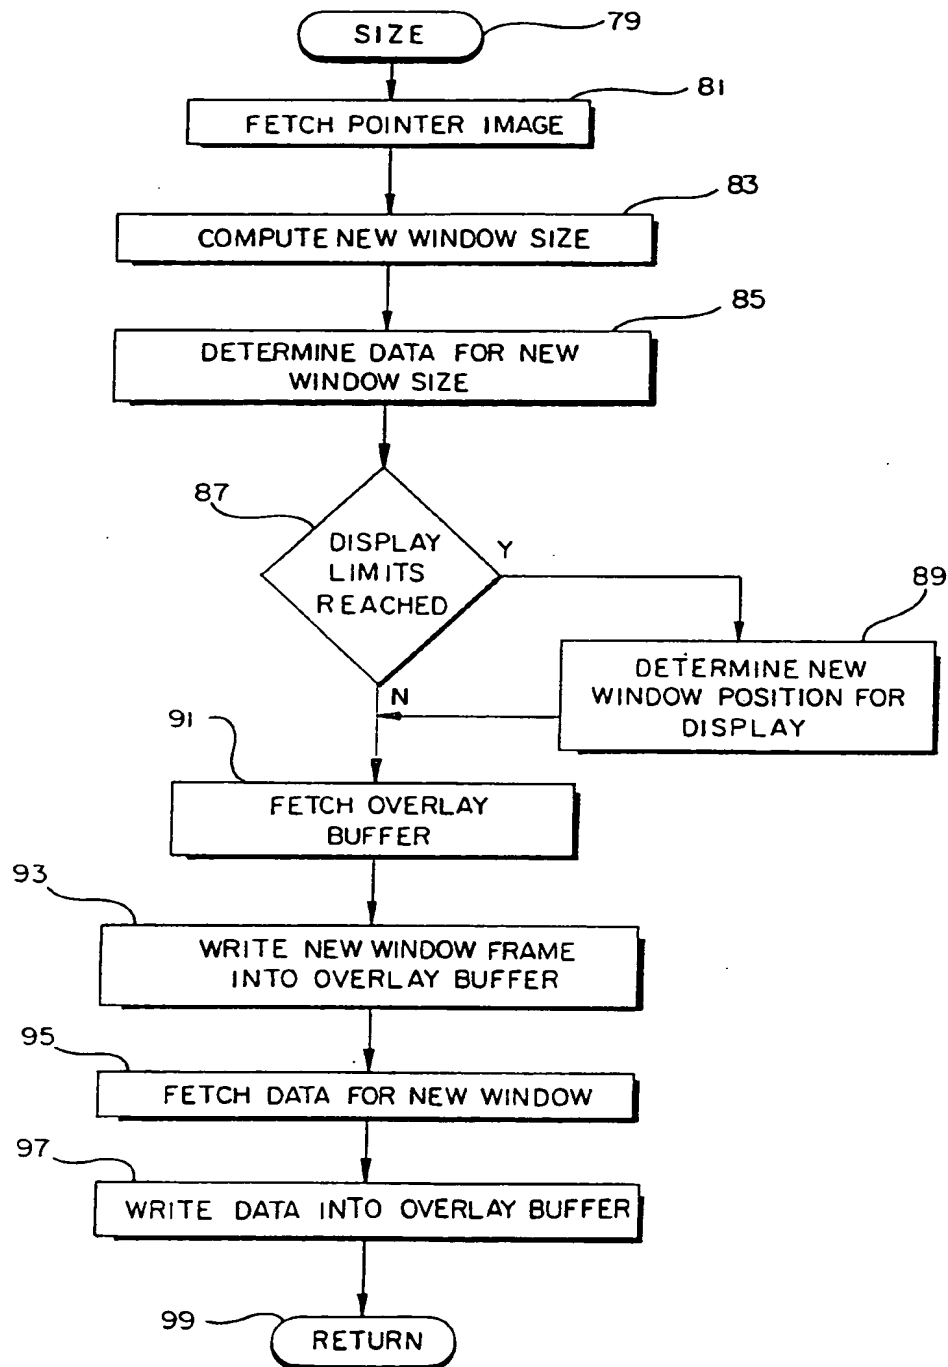 SIZE
79
81
FETCH POINTER IMAGE
83
COMPUTE NEW WINDOW SIZE
85
DETERMINE DATA FOR NEW
WINDOW SIZE
87
DISPLAY
LIMITS
REACHED
Y
N
89
DETERMINE NEW
WINDOW POSITION FOR
DISPLAY
91
FETCH OVERLAY
BUFFER
93
WRITE NEW WINDOW FRAME
INTO OVERLAY BUFFER
95
FETCH DATA FOR NEW WINDOW
97
WRITE DATA INTO OVERLAY BUFFER
99
RETURN